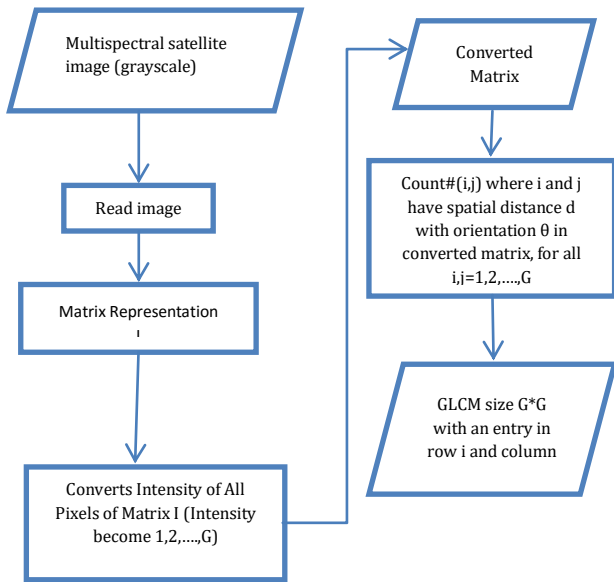 Multispectral satellite
image (grayscale)
Read image
Matrix Representation
Converts Intensity of All
Pixels of Matrix I (Intensity
become 1,2,....,G)
Converted
Matrix
Count#(i,j) where i and j
have spatial distance d
with orientation θ in
converted matrix, for all
i,j=1,2,....,G
GLCM size G*G
with an entry in
row i and column